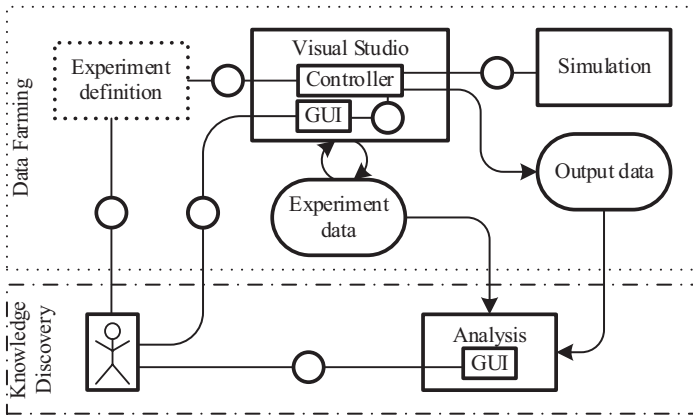 Data Farming
Experiment
definition
Visual Studio
Controller
GUI
Simulation
Experiment
data
Output data
Knowledge
Discovery
Analysis
GUI